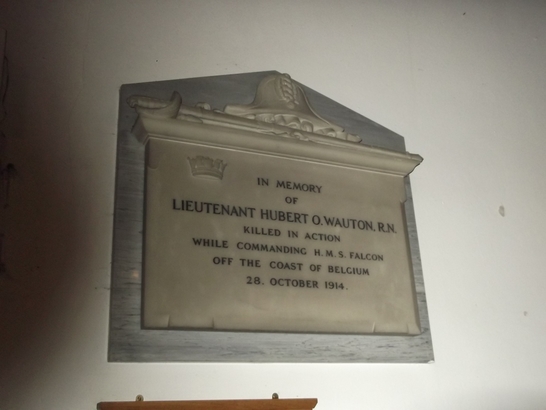 IN MEMORY
OF
LIEUTENANT HUBERT O. WAUTON, R.N.
KILLED IN ACTION
WHILE COMMANDING H.M.S. FALCON
OFF THE COAST OF BELGIUM
28. OCTOBER 1914.